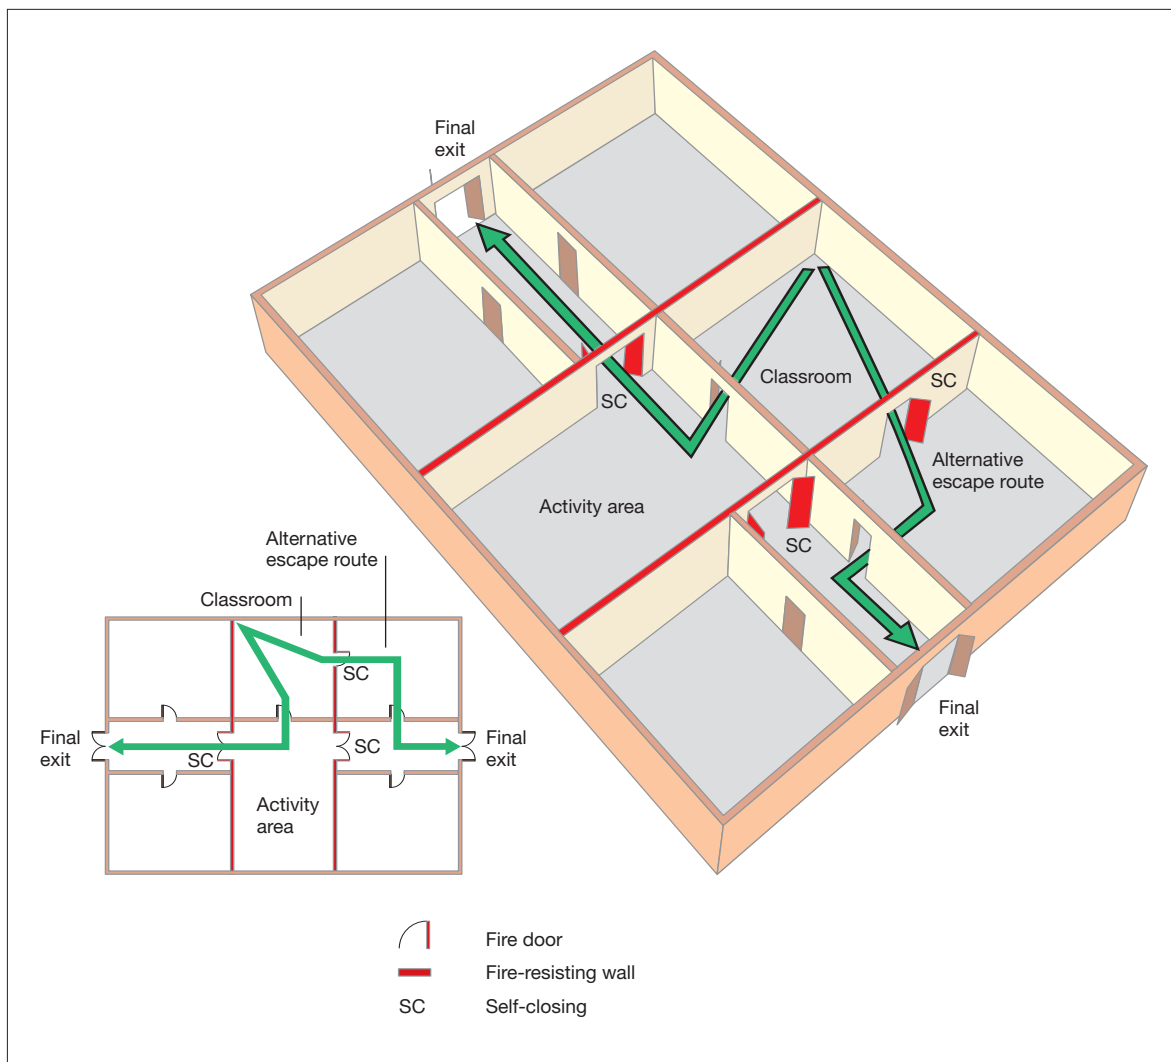 Final
exit
Classroom
SC
SC
Alternative
escape route
Activity area
SC
Final
exit
Alternative
escape route
Classroom
SC
Final
exit
SC
SC
Final
exit
Activity
area
Fire door
Fire-resisting wall
SC
Self-closing